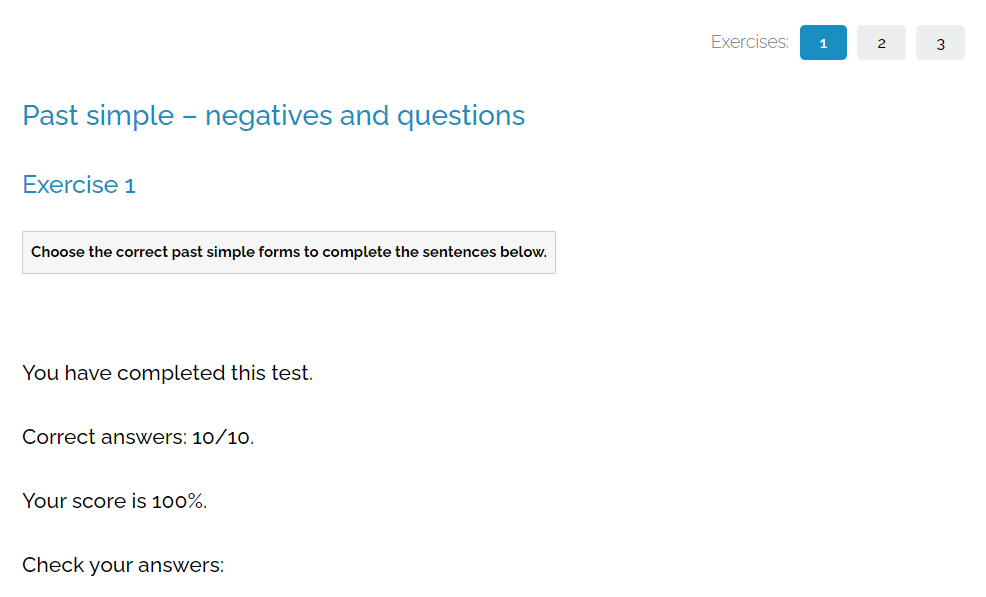 Exercises: 1 2 3
Past simple – negatives and questions
Exercise 1
Choose the correct past simple forms to complete the sentences below.
You have completed this test.
Correct answers: 10/10.
Your score is 100%.
Check your answers: